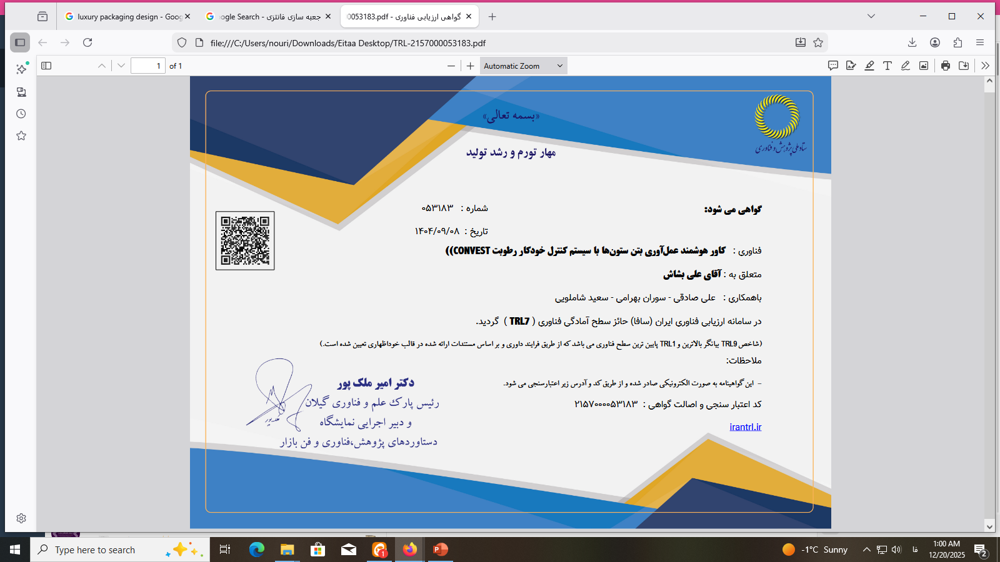 luxury packaging design - Goog
جعبه سازی فانتزی - Google Search
گواهی ارزیابی فناوری - 0053183.pdf
file:///C:/Users/nouri/Downloads/Eitaa Desktop/TRL-2157000053183.pdf
1 of 1
Automatic Zoom
«بسمه تعالی»
ستاد ملی پژوهش و فناوری
مهار تورم و رشد تولید
گواهی می شود:
شماره : ۰۵۳۱۸۳
تاریخ : ۱۴۰۴/۰۹/۰۸
فناوری : کاور هوشمند عمل‌آوری بتن ستون‌ها با سیستم کنترل خودکار رطوبت CONVEST))
متعلق به : آقای علی بشاش
باهمکاری : علی صادقی - سوران بهرامی - سعید شاملویی
در سامانه ارزیابی فناوری ایران (سافا) حائز سطح آمادگی فناوری ( TRL7 ) گردید.
(شاخص TRL9 بیانگر بالاترین و TRL1 پایین ترین سطح فناوری می باشد که از طریق فرایند داوری و بر اساس مستندات ارائه شده در قالب خوداظهاری تعیین شده است.)
ملاحظات:
- این گواهینامه به صورت الکترونیکی صادر شده و از طریق کد و آدرس زیر اعتبارسنجی می شود.
کد اعتبار سنجی و اصالت گواهی : ۲۱۵۷۰۰۰۰۵۳۱۸۳
irantrl.ir
دکتر امیر ملک پور
رئیس پارک علم و فناوری گیلان
و دبیر اجرایی نمایشگاه
دستاوردهای پژوهش،فناوری و فن بازار
Type here to search
1
-1°C Sunny
فا
1:00 AM
12/20/2025
2